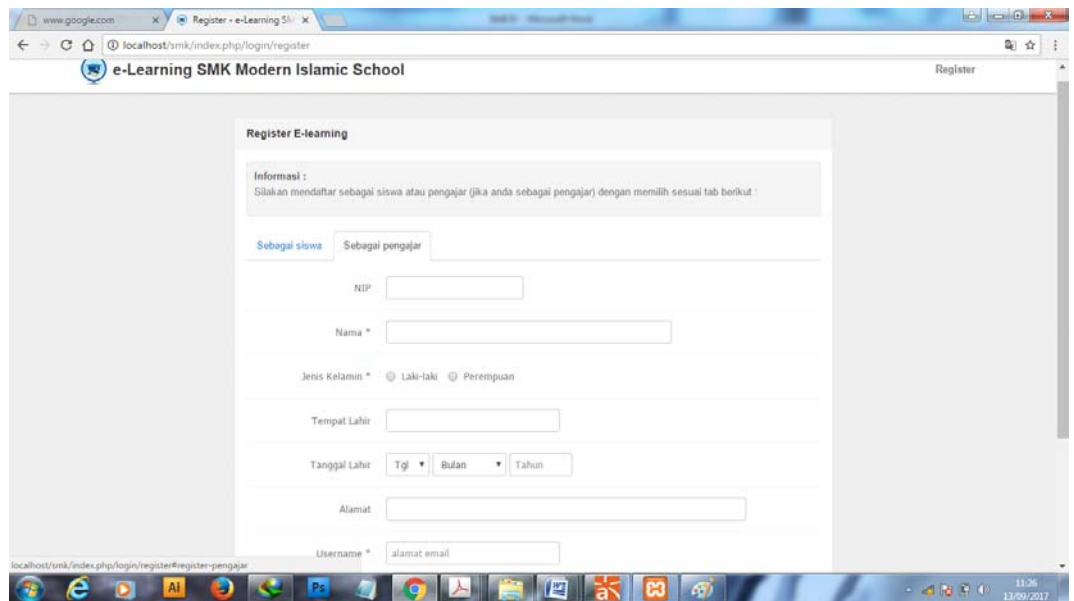 www.google.com
Register - e-Learning SM
localhost/smk/index.php/login/register
e-Learning SMK Modern Islamic School
Register
Register E-learning
Informasi :
Silakan mendaftar sebagai siswa atau pengajar (jika anda sebagai pengajar) dengan memilih sesuai tab berikut :
Sebagai siswa Sebagai pengajar
NIP
Nama *
Jenis Kelamin * Laki-laki Perempuan
Tempat Lahir
Tanggal Lahir Tgl Bulan Tahun
Alamat
Username * alamat email
localhost/smk/index.php/login/register#register-pengajar
Ai Ps
11:26
13/09/2017